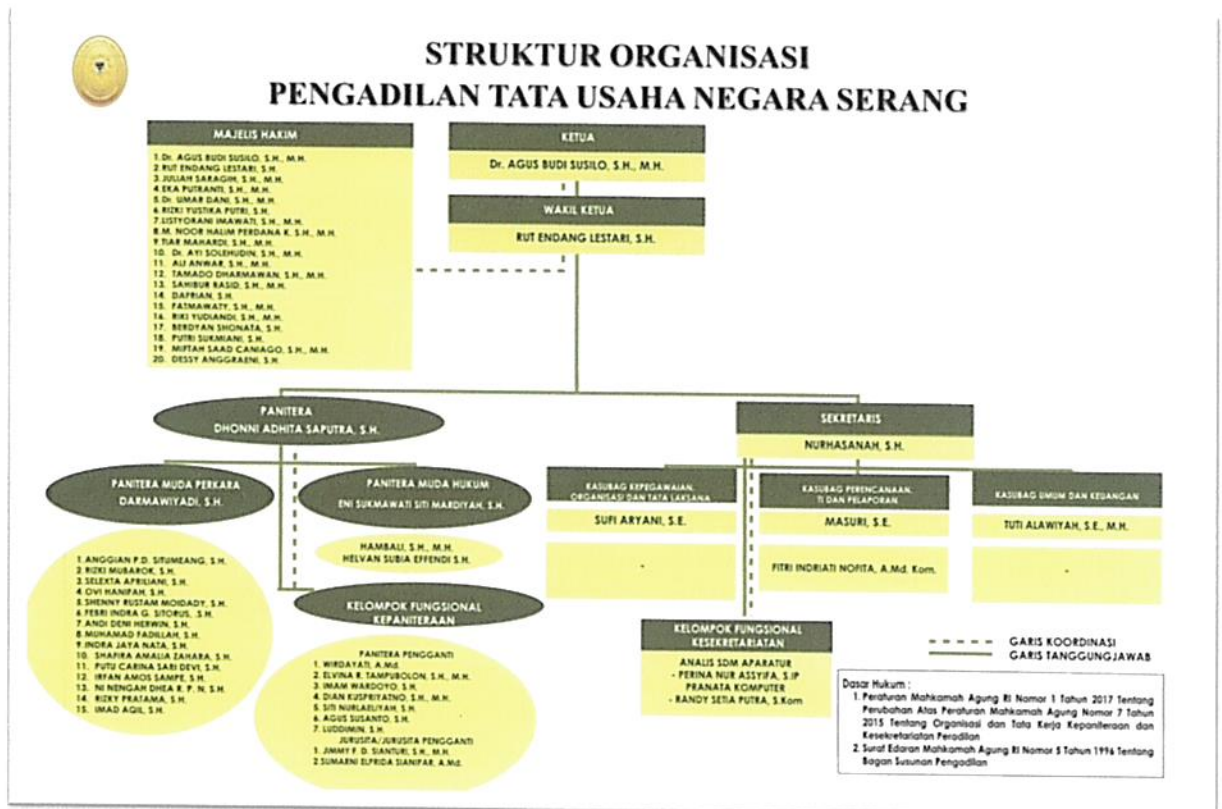 STRUKTUR ORGANISASI
PENGADILAN TATA USAHA NEGARA SERANG
MAJELIS HAKIM
1. Dr. AGUS BUDI SUSILO, S.H., M.H.
2. RUT ENDANG LESTARI, S.H.
3. JULIAH SARAGIH, S.H., M.H.
4. EKA PUTRANTI, S.H., M.H.
5. Dr. UMAR DANI, S.H., M.H.
6. RIZKI YUSTIKA PUTRI, S.H.
7. LISTYORANI IMAWATI, S.H., M.H.
8. M. NOOR HALIM PERDANA K. S.H., M.H.
9. TIAR MAHARDI, S.H., M.H.
10. Dr. AYI SOLEHUDIN, S.H., M.H.
11. ALI ANWAR, S.H., M.H.
12. TAMADO DHARMAWAN, S.H., M.H.
13. SAHIBUR RASID, S.H., M.H.
14. DAFRIAN, S.H.
15. FATMAWATY, S.H., M.H.
16. RIKI YUDIANDI, S.H., M.H.
17. BERDYAN SHONATA, S.H.
18. PUTRI SUKMIANI, S.H.
19. MIFTAH SAAD CANIAGO, S.H., M.H.
20. DESSY ANGGRAENI, S.H.
KETUA
Dr. AGUS BUDI SUSILO, S.H., M.H.
WAKIL KETUA
RUT ENDANG LESTARI, S.H.
PANITERA
DHONNI ADHITA SAPUTRA, S.H.
SEKRETARIS
NURHASANAH, S.H.
PANITERA MUDA PERKARA
DARMAWIYADI, S.H.
1. ANGGIAN P.D. SITUMEANG, S.H.
2. RIZKI MUBAROK, S.H.
3. SELEXTA APRILIANI, S.H.
4. OVI HANIFAH, S.H.
5. SHENNY RUSTAM MOIDADY, S.H.
6. FEBRI INDRA G. SITORUS, .S.H.
7. ANDI DENI HERWIN, S.H.
8. MUHAMAD FADILLAH, S.H.
9. INDRA JAYA NATA, S.H.
10. SHAFIRA AMALIA ZAHARA, S.H.
11. PUTU CARINA SARI DEVI, S.H.
12. IRFAN AMOS SAMPE, S.H.
13. NI NENGAH DHEA R. P. N, S.H.
14. RIZKY PRATAMA, S.H.
15. IMAD AQIL, S.H.
PANITERA MUDA HUKUM
ENI SUKMAWATI SITI MARDIYAH, S.H.
HAMBALI, S.H., M.H.
HELVAN SUBIA EFFENDI S.H.
KELOMPOK FUNGSIONAL
KEPANITERAAN
PANITERA PENGGANTI
1. WIRDAYATI, A.Md.
2. ELVINA R. TAMPUBOLON, S.H., M.H.
3. IMAM WARDOYO, S.H.
4. DIAN KUSPRIYATNO, S.H., M.H.
5. SITI NURLAELIYAH, S.H.
6. AGUS SUSANTO, S.H.
7. LUDDIMIN, S.H.
JURUSITA/JURUSITA PENGGANTI
1. JIMMY F. D. SIANTURI, S.H., M.H.
2. SUMARNI ELFRIDA SIANIPAR, A.Md.
KASUBAG KEPEGAWAIAN,
ORGANISASI DAN TATA LAKSANA
SUFI ARYANI, S.E.
-
KASUBAG PERENCANAAN,
TI DAN PELAPORAN
MASURI, S.E.
FITRI INDRIATI NOFITA, A.Md. Kom.
KASUBAG UMUM DAN KEUANGAN
TUTI ALAWIYAH, S.E., M.H.
-
KELOMPOK FUNGSIONAL
KESEKRETARIATAN
ANALIS SDM APARATUR
- PERINA NUR ASSYIFA, S.IP
PRANATA KOMPUTER
- RANDY SETIA PUTRA, S.Kom
GARIS KOORDINASI
GARIS TANGGUNGJAWAB
Dasar Hukum :
1. Peraturan Mahkamah Agung RI Nomor 1 Tahun 2017 Tentang
Perubahan Atas Peraturan Mahkamah Agung Nomor 7 Tahun
2015 Tentang Organisasi dan Tata Kerja Kepaniteraan dan
Kesekretariatan Peradilan
2. Surat Edaran Mahkamah Agung RI Nomor 5 Tahun 1996 Tentang
Bagan Susunan Pengadilan